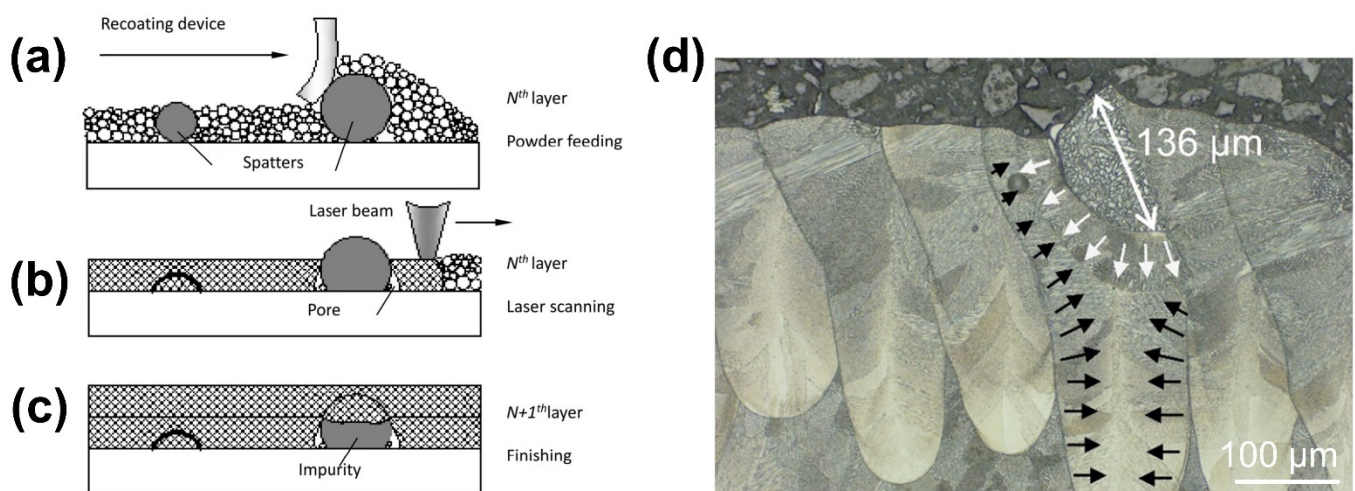 (a)
Recoating device
Nth layer
Powder feeding
Spatters
(b)
Laser beam
Nth layer
Laser scanning
Pore
(c)
N+1th layer
Finishing
Impurity
(d)
136 μm
100 μm